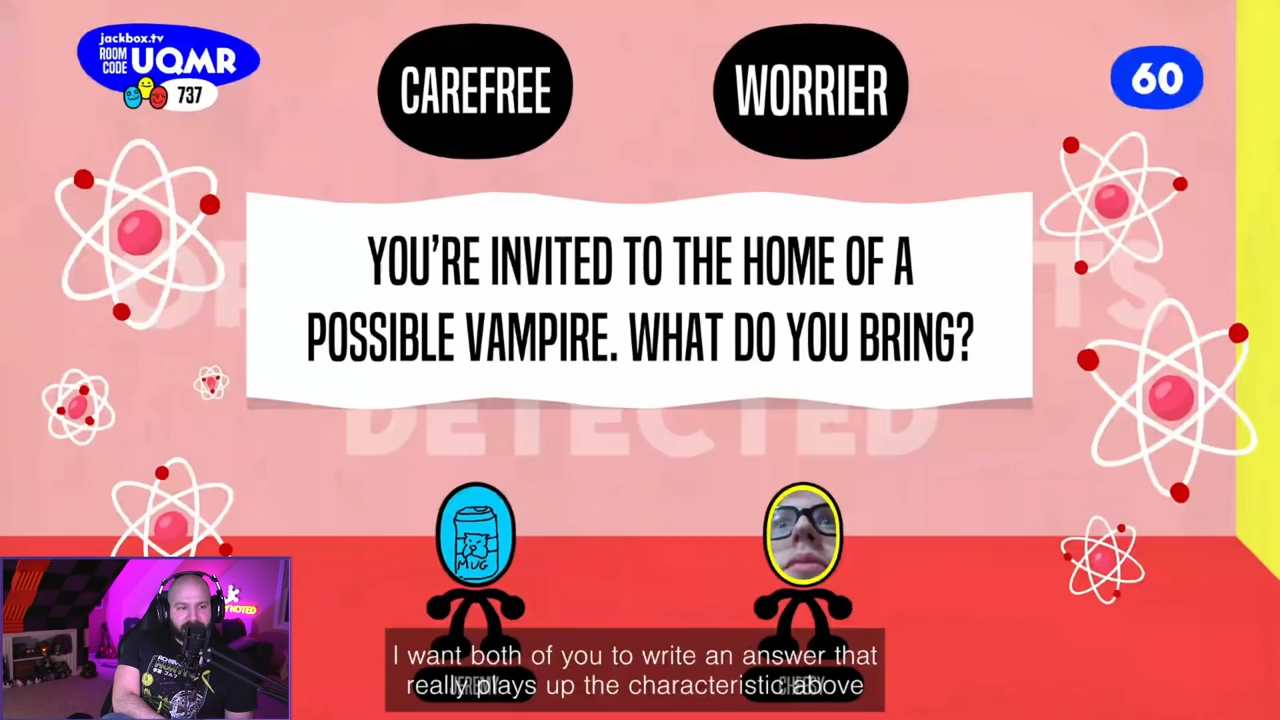 jackbox.tv
ROOM CODE UQMR
737
CAREFREE
WORRIER
60
YOU'RE INVITED TO THE HOME OF A
POSSIBLE VAMPIRE. WHAT DO YOU BRING?
DETECTED
MUG
I want both of you to write an answer that
really plays up the characteristic above
JEREMY